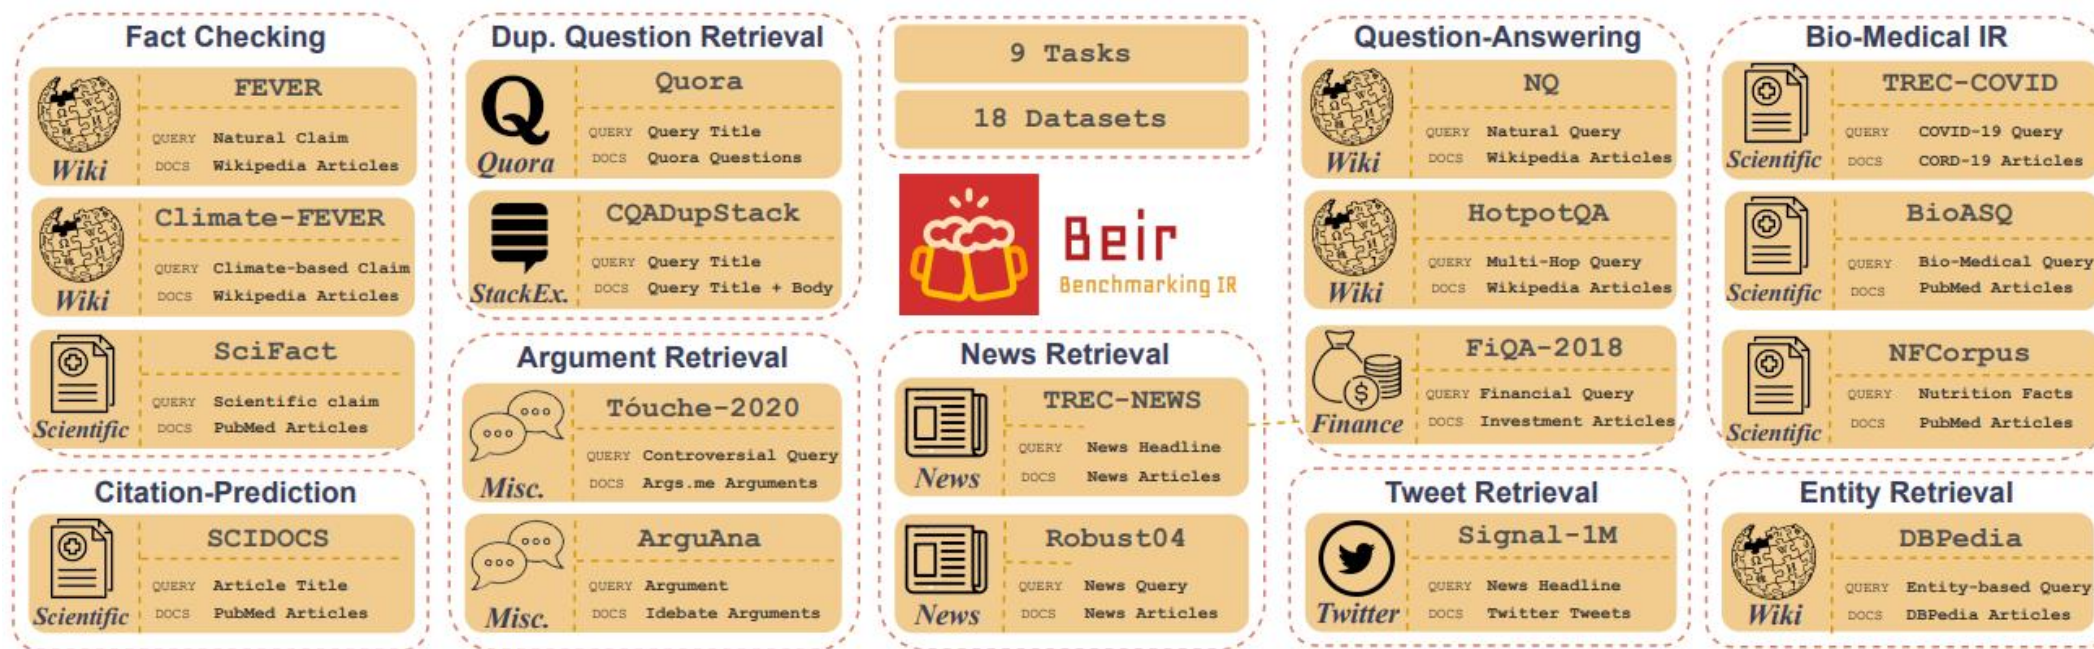 Fact Checking
FEVER
QUERY Natural Claim
DOCS Wikipedia Articles
Wiki
Climate-FEVER
QUERY Climate-based Claim
DOCS Wikipedia Articles
Wiki
SciFact
QUERY Scientific claim
DOCS PubMed Articles
Scientific
Citation-Prediction
SCIDOCS
QUERY Article Title
DOCS PubMed Articles
Scientific
Dup. Question Retrieval
Quora
Q
QUERY Query Title
DOCS Quora Questions
Quora
CQADupStack
QUERY Query Title
DOCS Query Title + Body
StackEx.
Argument Retrieval
Tóuche-2020
QUERY Controversial Query
DOCS Args.me Arguments
Misc.
ArguAna
QUERY Argument
DOCS Idebate Arguments
Misc.
9 Tasks
18 Datasets
Beir
Benchmarking IR
News Retrieval
TREC-NEWS
QUERY News Headline
DOCS News Articles
News
Robust04
QUERY News Query
DOCS News Articles
News
Question-Answering
NQ
QUERY Natural Query
DOCS Wikipedia Articles
Wiki
HotpotQA
QUERY Multi-Hop Query
DOCS Wikipedia Articles
Wiki
FiQA-2018
QUERY Financial Query
DOCS Investment Articles
Finance
Tweet Retrieval
Signal-1M
QUERY News Headline
DOCS Twitter Tweets
Twitter
Bio-Medical IR
TREC-COVID
QUERY COVID-19 Query
DOCS CORD-19 Articles
Scientific
BioASQ
QUERY Bio-Medical Query
DOCS PubMed Articles
Scientific
NFCorpus
QUERY Nutrition Facts
DOCS PubMed Articles
Scientific
Entity Retrieval
DBPedia
QUERY Entity-based Query
DOCS DBPedia Articles
Wiki